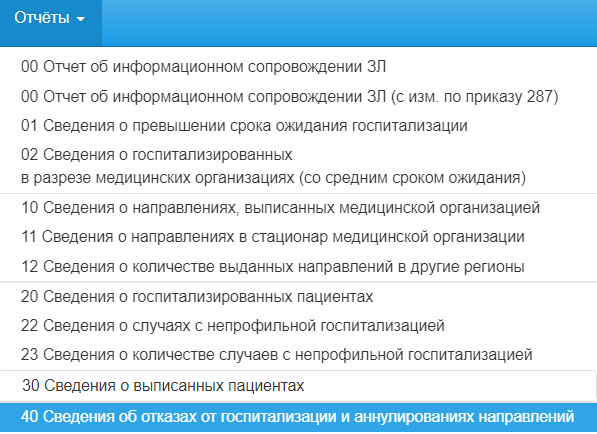 Отчёты
00 Отчет об информационном сопровождении ЗЛ
00 Отчет об информационном сопровождении ЗЛ (с изм. по приказу 287)
01 Сведения о превышении срока ожидания госпитализации
02 Сведения о госпитализированных
в разрезе медицинских организациях (со средним сроком ожидания)
10 Сведения о направлениях, выписанных медицинской организацией
11 Сведения о направлениях в стационар медицинской организации
12 Сведения о количестве выданных направлений в другие регионы
20 Сведения о госпитализированных пациентах
22 Сведения о случаях с непрофильной госпитализацией
23 Сведения о количестве случаев с непрофильной госпитализацией
30 Сведения о выписанных пациентах
40 Сведения об отказах от госпитализации и аннулированиях направлений